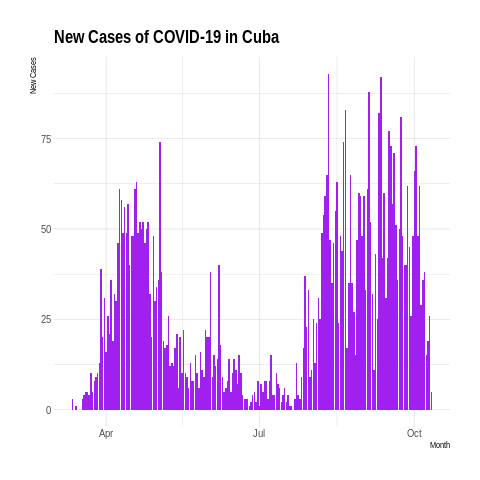 New Cases of COVID-19 in Cuba
New Cases
75
50
25
0
Apr Jul Oct
Month